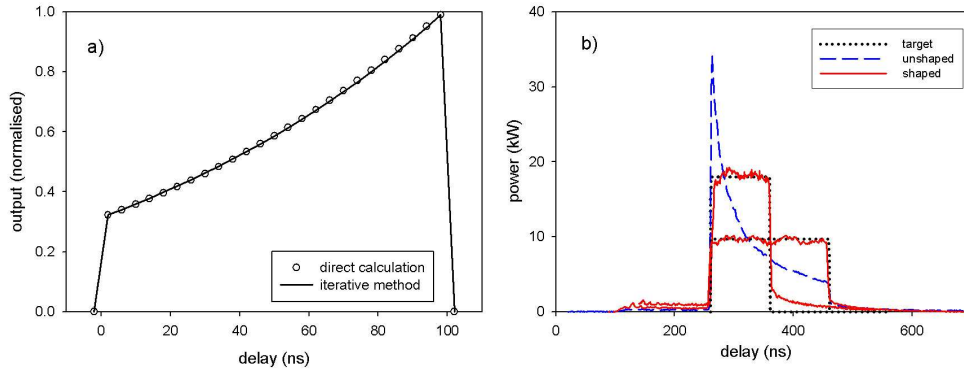 a)
output (normalised)
1.0
0.8
0.6
0.4
0.2
0.0
direct calculation
iterative method
0 20 40 60 80 100
delay (ns)
b)
power (kW)
40
30
20
10
0
target
unshaped
shaped
0 200 400 600
delay (ns)